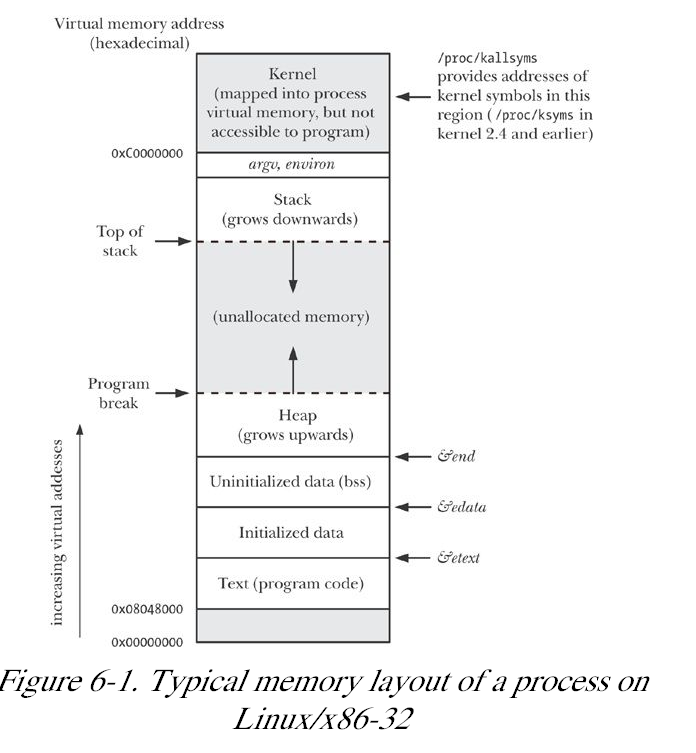 Virtual memory address
(hexadecimal)
/proc/kallsyms
provides addresses of
kernel symbols in this
region (/proc/ksyms in
kernel 2.4 and earlier)
Kernel
(mapped into process
virtual memory, but not
accessible to program)
0xC0000000
argv, environ
Stack
(grows downwards)
Top of
stack
(unallocated memory)
Program
break
Heap
(grows upwards)
&end
Uninitialized data (bss)
&edata
Initialized data
&etext
Text (program code)
increasing virtual addesses
0x08048000
0x00000000
Figure 6-1. Typical memory layout of a process on
Linux/x86-32